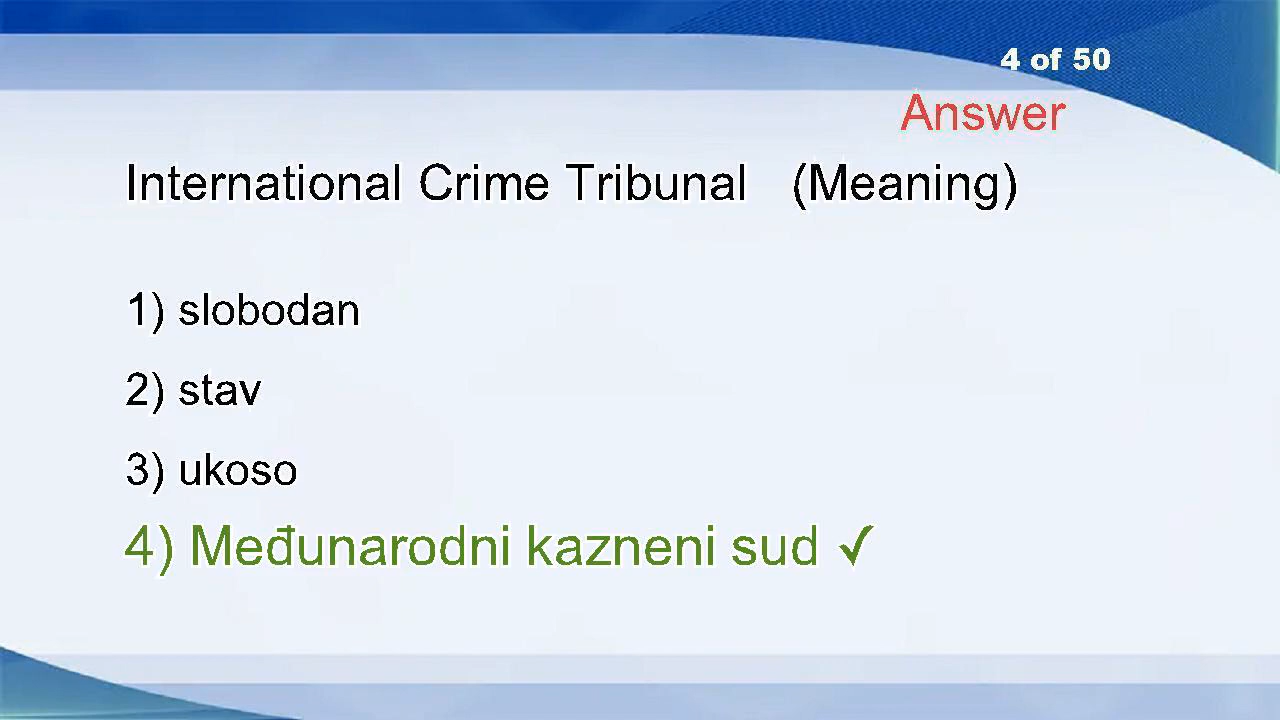 4 of 50
Answer
International Crime Tribunal (Meaning)
1) slobodan
2) stav
3) ukoso
4) Međunarodni kazneni sud ✓